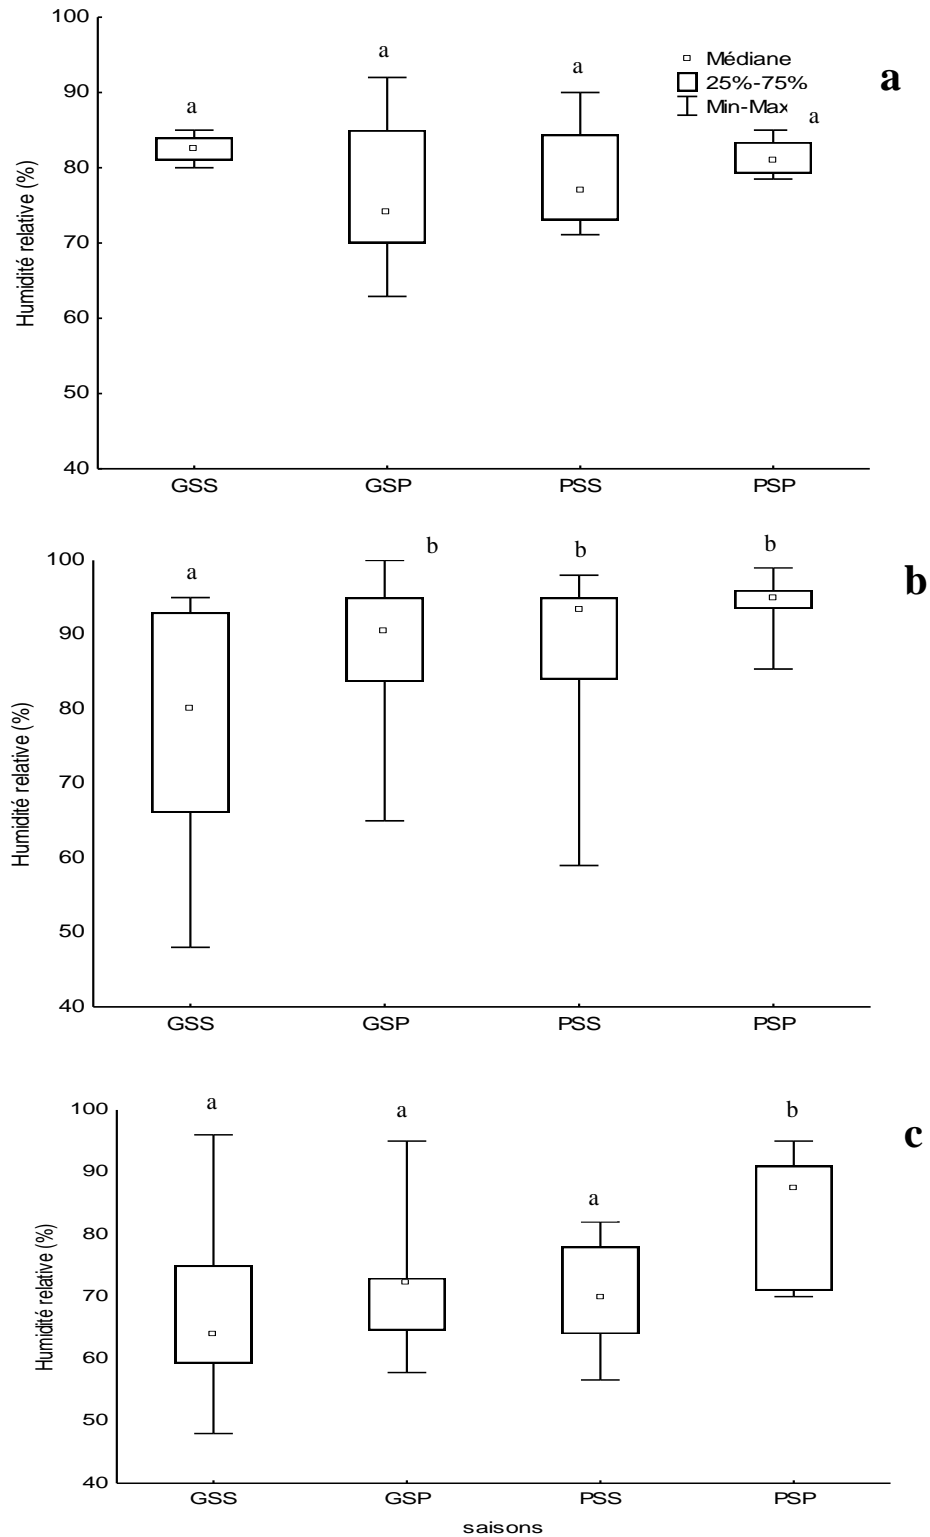 100
90
80
70
60
50
40
Humidité relative (%)
a
a
a
a
Médiane
25%-75%
Min-Max
a
GSS
GSP
PSS
PSP
100
90
80
70
60
50
40
Humidité relative (%)
a
b
b
b
b
GSS
GSP
PSS
PSP
100
90
80
70
60
50
40
Humidité relative (%)
a
a
a
b
c
GSS
GSP
PSS
PSP
saisons